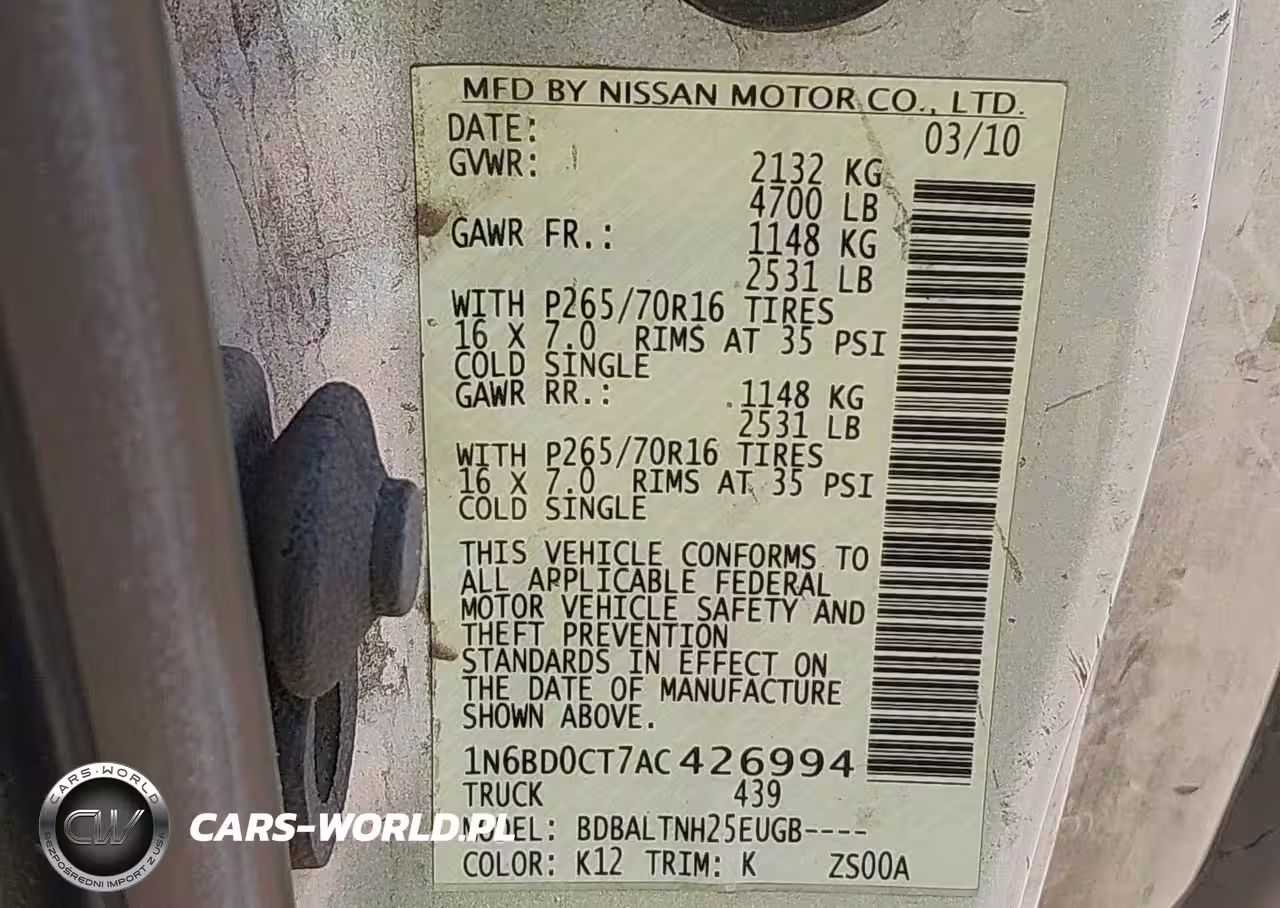 MFD BY NISSAN MOTOR CO., LTD.
DATE: 03/10
GVWR: 2132 KG
4700 LB
GAWR FR.: 1148 KG
2531 LB
WITH P265/70R16 TIRES
16 X 7.0 RIMS AT 35 PSI
COLD SINGLE
GAWR RR.: 1148 KG
2531 LB
WITH P265/70R16 TIRES
16 X 7.0 RIMS AT 35 PSI
COLD SINGLE
THIS VEHICLE CONFORMS TO
ALL APPLICABLE FEDERAL
MOTOR VEHICLE SAFETY AND
THEFT PREVENTION
STANDARDS IN EFFECT ON
THE DATE OF MANUFACTURE
SHOWN ABOVE.
1N6BD0CT7AC426994
TRUCK 439
MODEL: BDBALTNH25EUGB----
COLOR: K12 TRIM: K ZS00A
CARS-WORLD
CW
BEZPOŚREDNI IMPORT Z USA
CARS-WORLD.PL